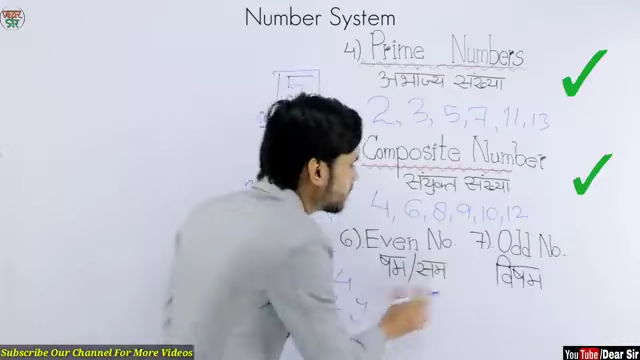 Number System
4) Prime Numbers
अभाज्य संख्या
2, 3, 5, 7, 11, 13
Composite Number
संयुक्त संख्या
4, 6, 8, 9, 10, 12
6) Even No. 7) Odd No.
षम/सम विषम
Subscribe Our Channel For More Videos
YouTube/Dear Sir